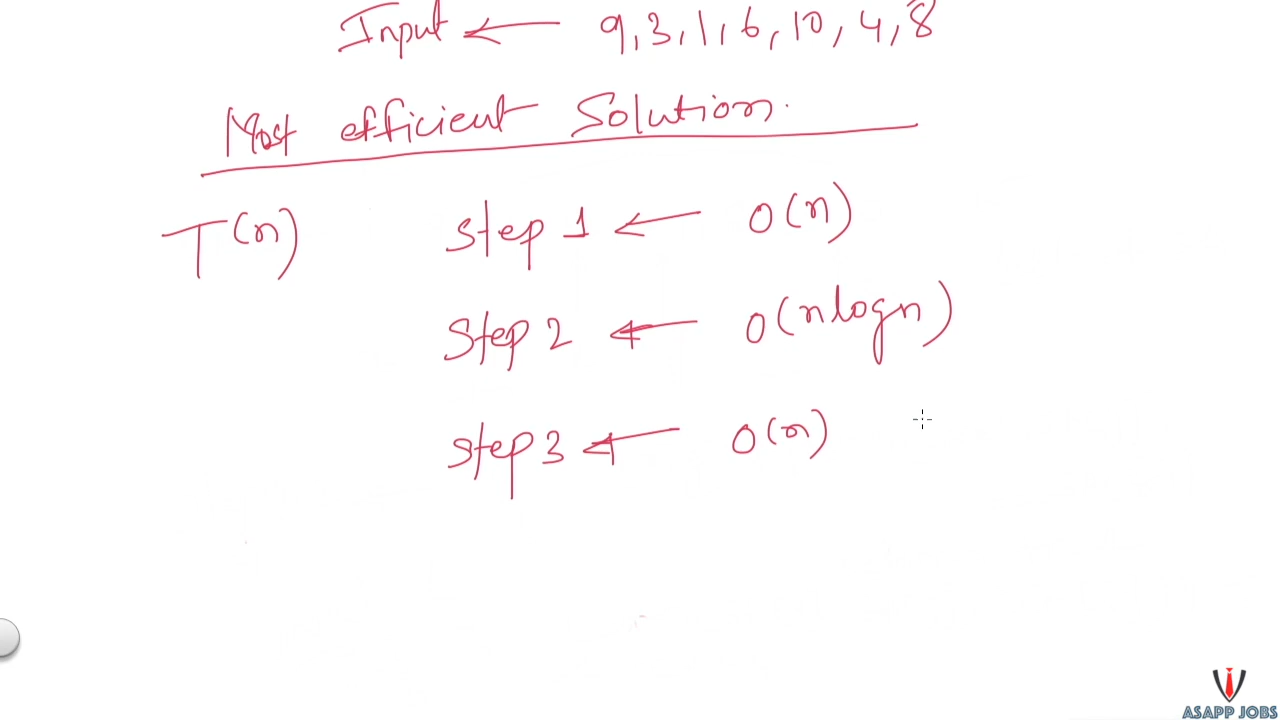 Input ← 9, 3, 1, 6, 10, 4, 8
Most efficient Solution.
T(n) Step 1 ← O(n)
Step 2 ← O(n log n)
Step 3 ← O(n)
ASAPP JOBS